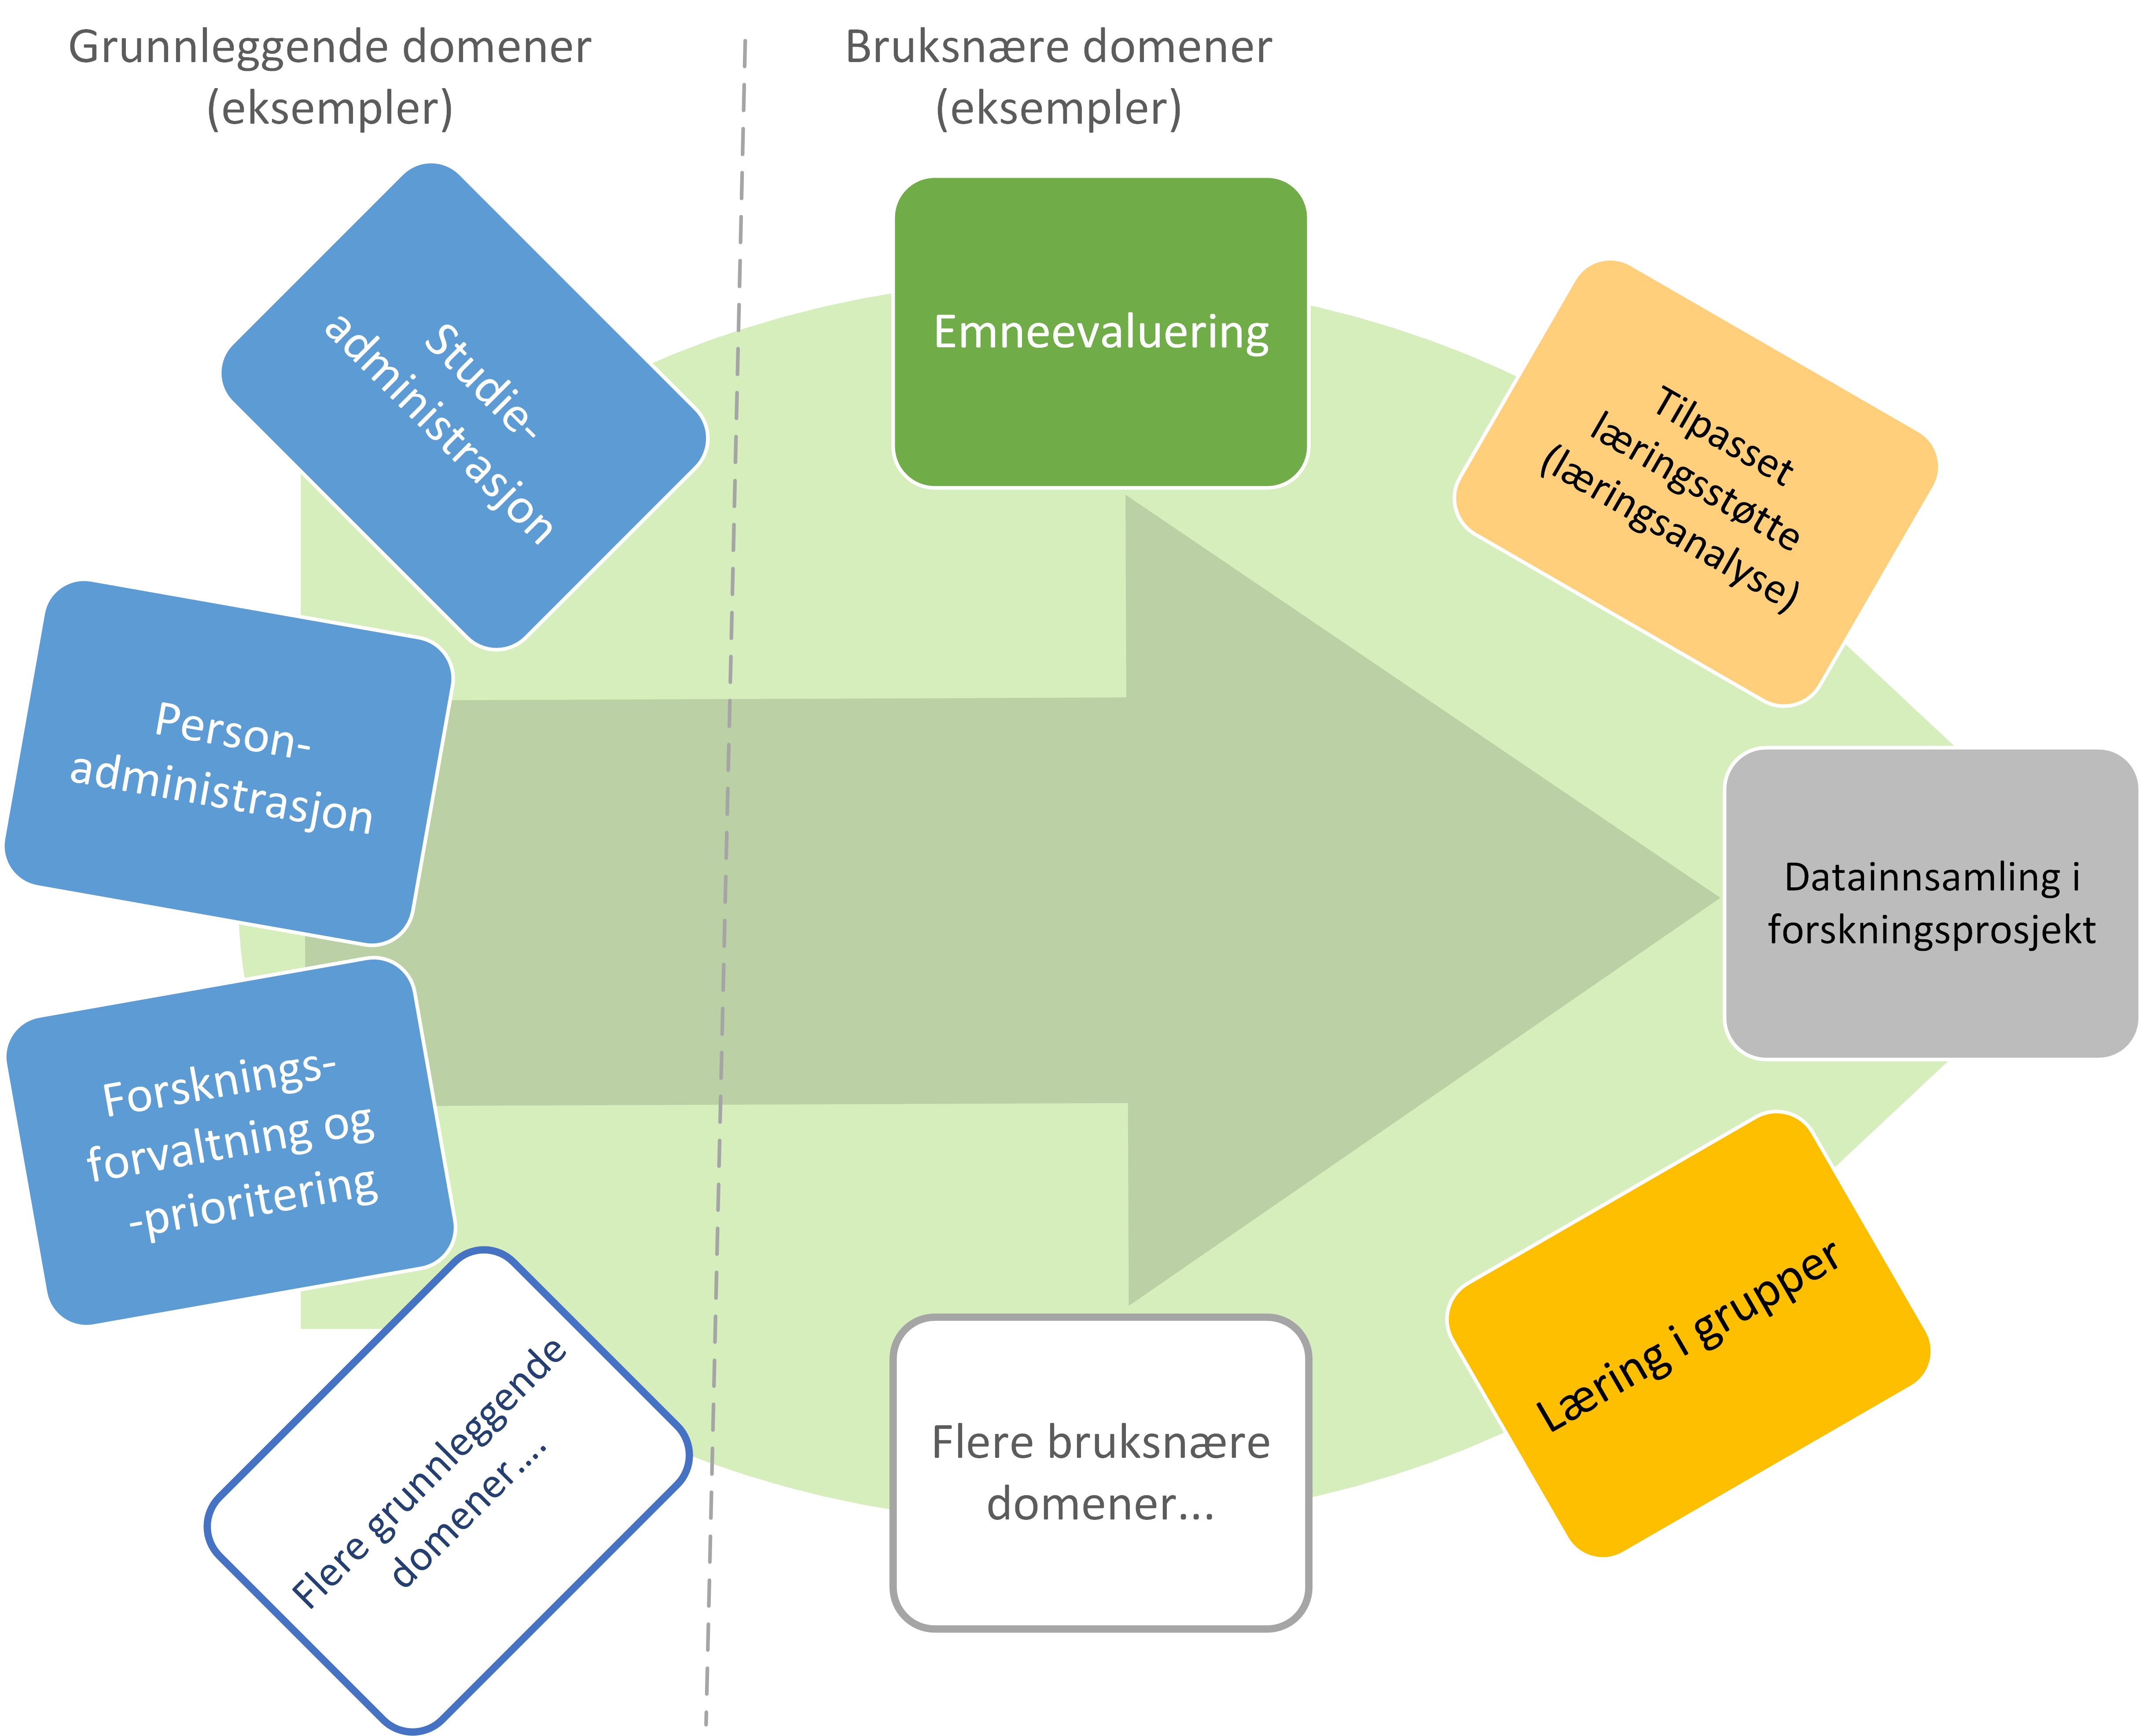 Grunnleggende domener
(eksempler)
Bruksnære domener
(eksempler)
Studie-
administrasjon
Person-
administrasjon
Forsknings-
forvaltning og
-prioritering
Flere grunnleggende
domener….
Emneevaluering
Tilpasset
læringsstøtte
(læringsanalyse)
Datainnsamling i
forskningsprosjekt
Læring i grupper
Flere bruksnære
domener…